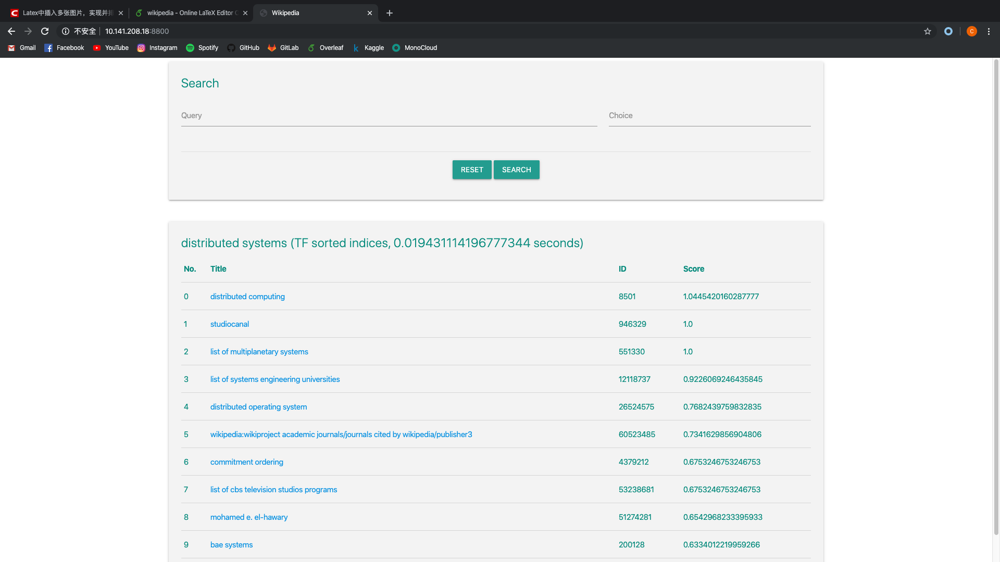 Latex中插入多张图片，实现并排
wikipedia - Online LaTeX Editor
Wikipedia
不安全 10.141.208.18:8800
C
Gmail Facebook YouTube Instagram Spotify GitHub GitLab Overleaf Kaggle MonoCloud
Search
Query Choice
RESET SEARCH
distributed systems (TF sorted indices, 0.019431114196777344 seconds)
No. Title ID Score
0 distributed computing 8501 1.0445420160287777
1 studiocanal 946329 1.0
2 list of multiplanetary systems 551330 1.0
3 list of systems engineering universities 12118737 0.9226069246435845
4 distributed operating system 26524575 0.7682439759832835
5 wikipedia:wikiproject academic journals/journals cited by wikipedia/publisher3 60523485 0.7341629856904806
6 commitment ordering 4379212 0.6753246753246753
7 list of cbs television studios programs 53238681 0.6753246753246753
8 mohamed e. el-hawary 51274281 0.6542968233395933
9 bae systems 200128 0.6334012219959266